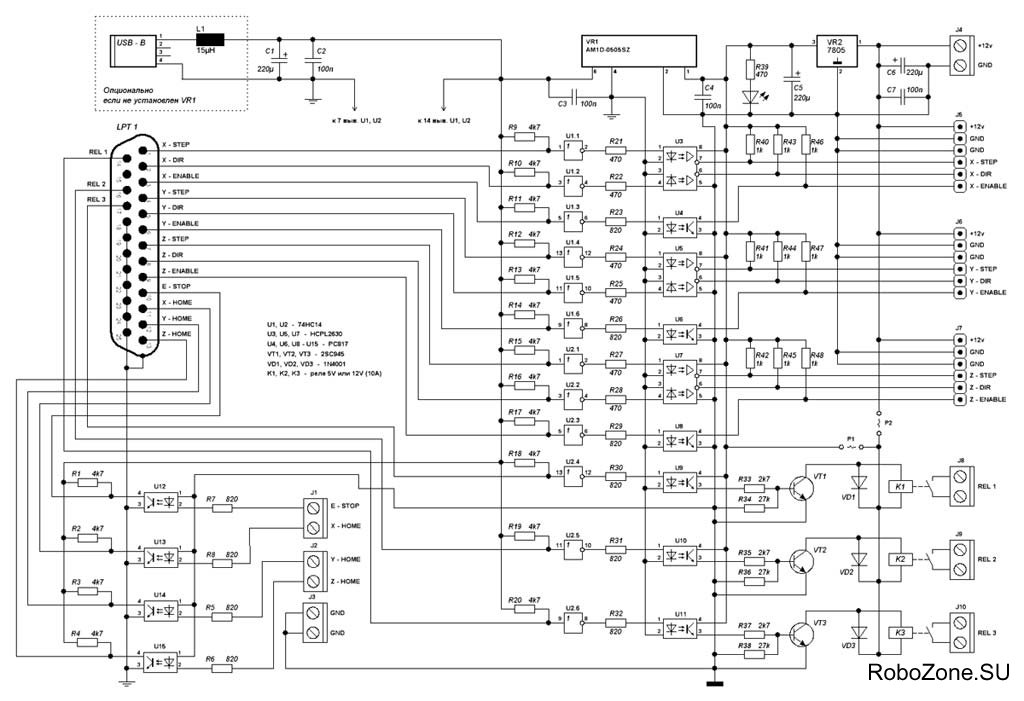 USB - B
1
2
3
4
L1
15µH
C1
220µ
C2
100n
Опционально
если не установлен VR1
к 7 выв. U1, U2
к 14 выв. U1, U2
VR1
AM1D-0505SZ
6
4
2
1
C3
100n
C4
100n
R39
470
C5
220µ
VR2
7805
3
1
2
C6
220µ
C7
100n
J4
+12v
GND
LPT 1
REL 1
REL 2
REL 3
X - STEP
X - DIR
X - ENABLE
Y - STEP
Y - DIR
Y - ENABLE
Z - STEP
Z - DIR
Z - ENABLE
E - STOP
X - HOME
Y - HOME
Z - HOME
U1, U2 - 74HC14
U3, U5, U7 - HCPL2630
U4, U6, U8 - U15 - PC817
VT1, VT2, VT3 - 2SC945
VD1, VD2, VD3 - 1N4001
K1, K2, K3 - реле 5V или 12V (10A)
R9 4k7
U1.1
R21
470
R10 4k7
U1.2
R22
470
U3
R11 4k7
U1.3
R23
820
U4
R12 4k7
U1.4
R24
470
R13 4k7
U1.5
R25
470
U5
R14 4k7
U1.6
R26
820
U6
R15 4k7
U2.1
R27
470
R16 4k7
U2.2
R28
470
U7
R17 4k7
U2.3
R29
820
U8
R18 4k7
U2.4
R30
820
U9
R19 4k7
U2.5
R31
820
U10
R20 4k7
U2.6
R32
820
U11
R40
1k
R43
1k
R46
1k
J5
+12v
GND
GND
X - STEP
X - DIR
X - ENABLE
R41
1k
R44
1k
R47
1k
J6
+12v
GND
GND
Y - STEP
Y - DIR
Y - ENABLE
R42
1k
R45
1k
R48
1k
J7
+12v
GND
GND
Z - STEP
Z - DIR
Z - ENABLE
P2
P1
R33 2k7
R34 27k
VT1
VD1
K1
J8
REL 1
R35 2k7
R36 27k
VT2
VD2
K2
J9
REL 2
R37 2k7
R38 27k
VT3
VD3
K3
J10
REL 3
R1 4k7
U12
R7 820
J1
E - STOP
X - HOME
R2 4k7
U13
R8 820
J2
Y - HOME
Z - HOME
R3 4k7
U14
R5 820
J3
GND
GND
R4 4k7
U15
R6 820
RoboZone.SU